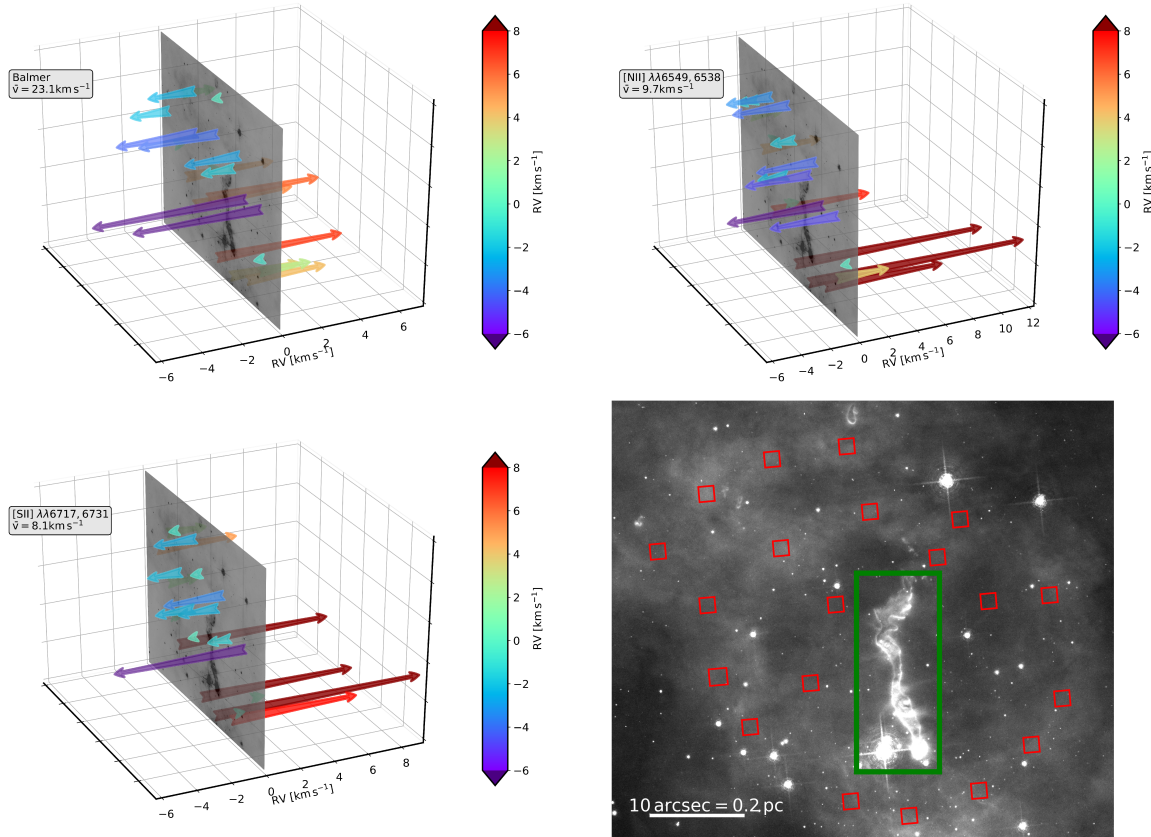 Balmer
v̄ = 23.1 km s⁻¹
−6 −4 −2 0 2 4 6
RV [km s⁻¹]
8
6
4
2
0
−2
−4
−6
RV [km s⁻¹]
[NII] λλ6549, 6538
v̄ = 9.7 km s⁻¹
−6 −4 −2 0 2 4 6 8 10 12
RV [km s⁻¹]
8
6
4
2
0
−2
−4
−6
RV [km s⁻¹]
[SII] λλ6717, 6731
v̄ = 8.1 km s⁻¹
−6 −4 −2 0 2 4 6 8
RV [km s⁻¹]
8
6
4
2
0
−2
−4
−6
RV [km s⁻¹]
10 arcsec = 0.2 pc